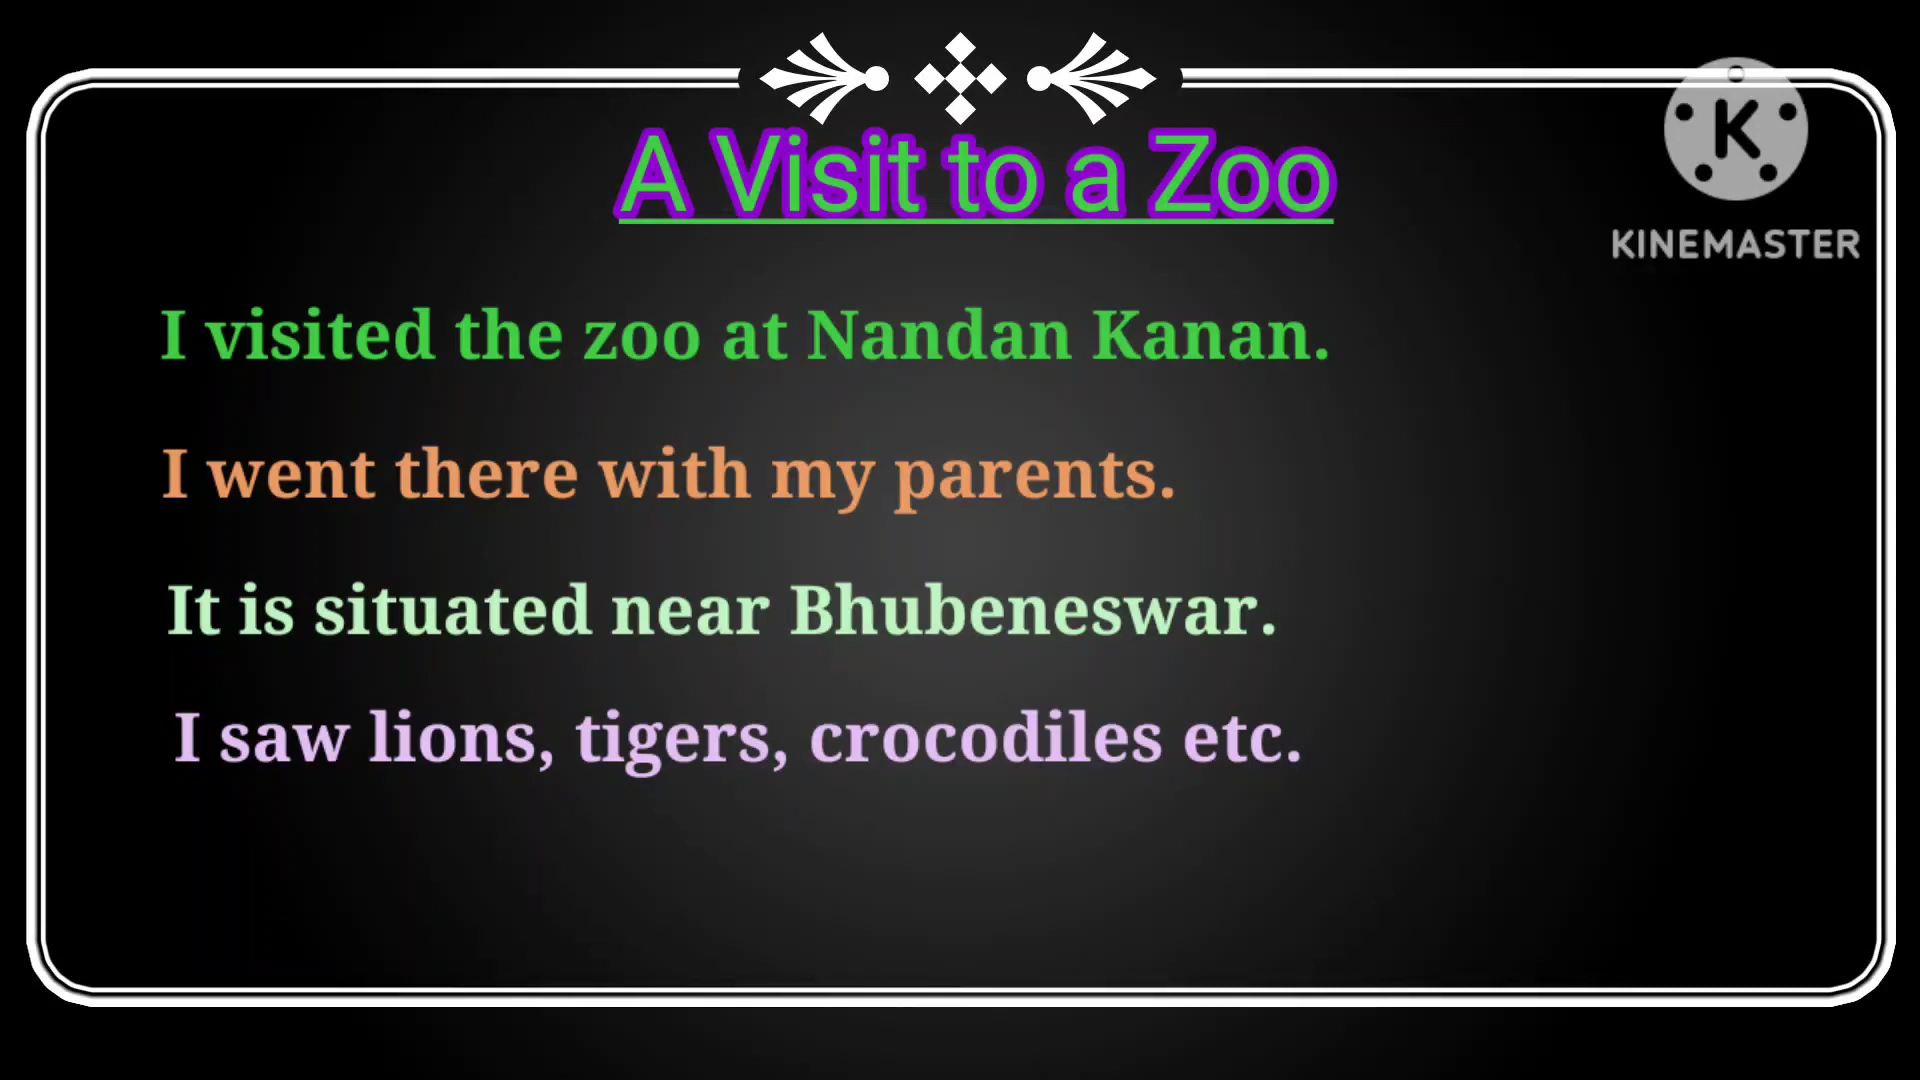 A Visit to a Zoo
K
KINEMASTER
I visited the zoo at Nandan Kanan.
I went there with my parents.
It is situated near Bhubeneswar.
I saw lions, tigers, crocodiles etc.